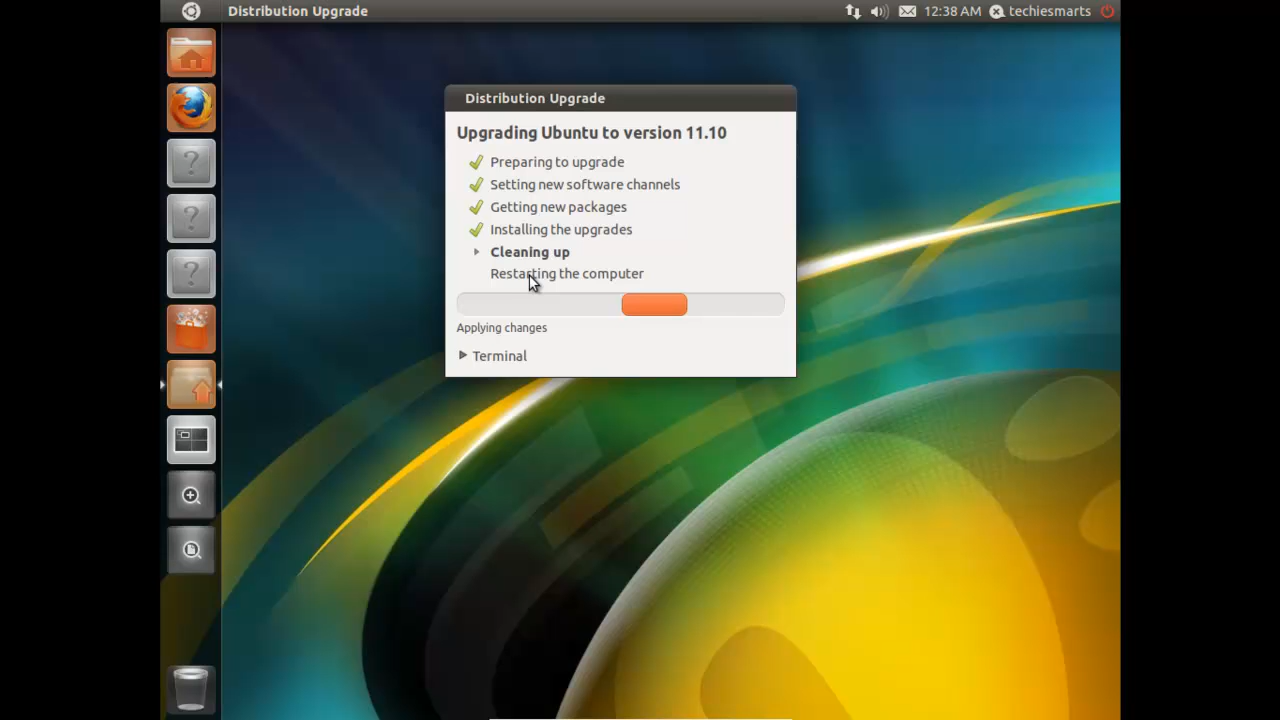 Distribution Upgrade
12:38 AM techiesmarts
Distribution Upgrade
Upgrading Ubuntu to version 11.10
Preparing to upgrade
Setting new software channels
Getting new packages
Installing the upgrades
Cleaning up
Restarting the computer
Applying changes
Terminal